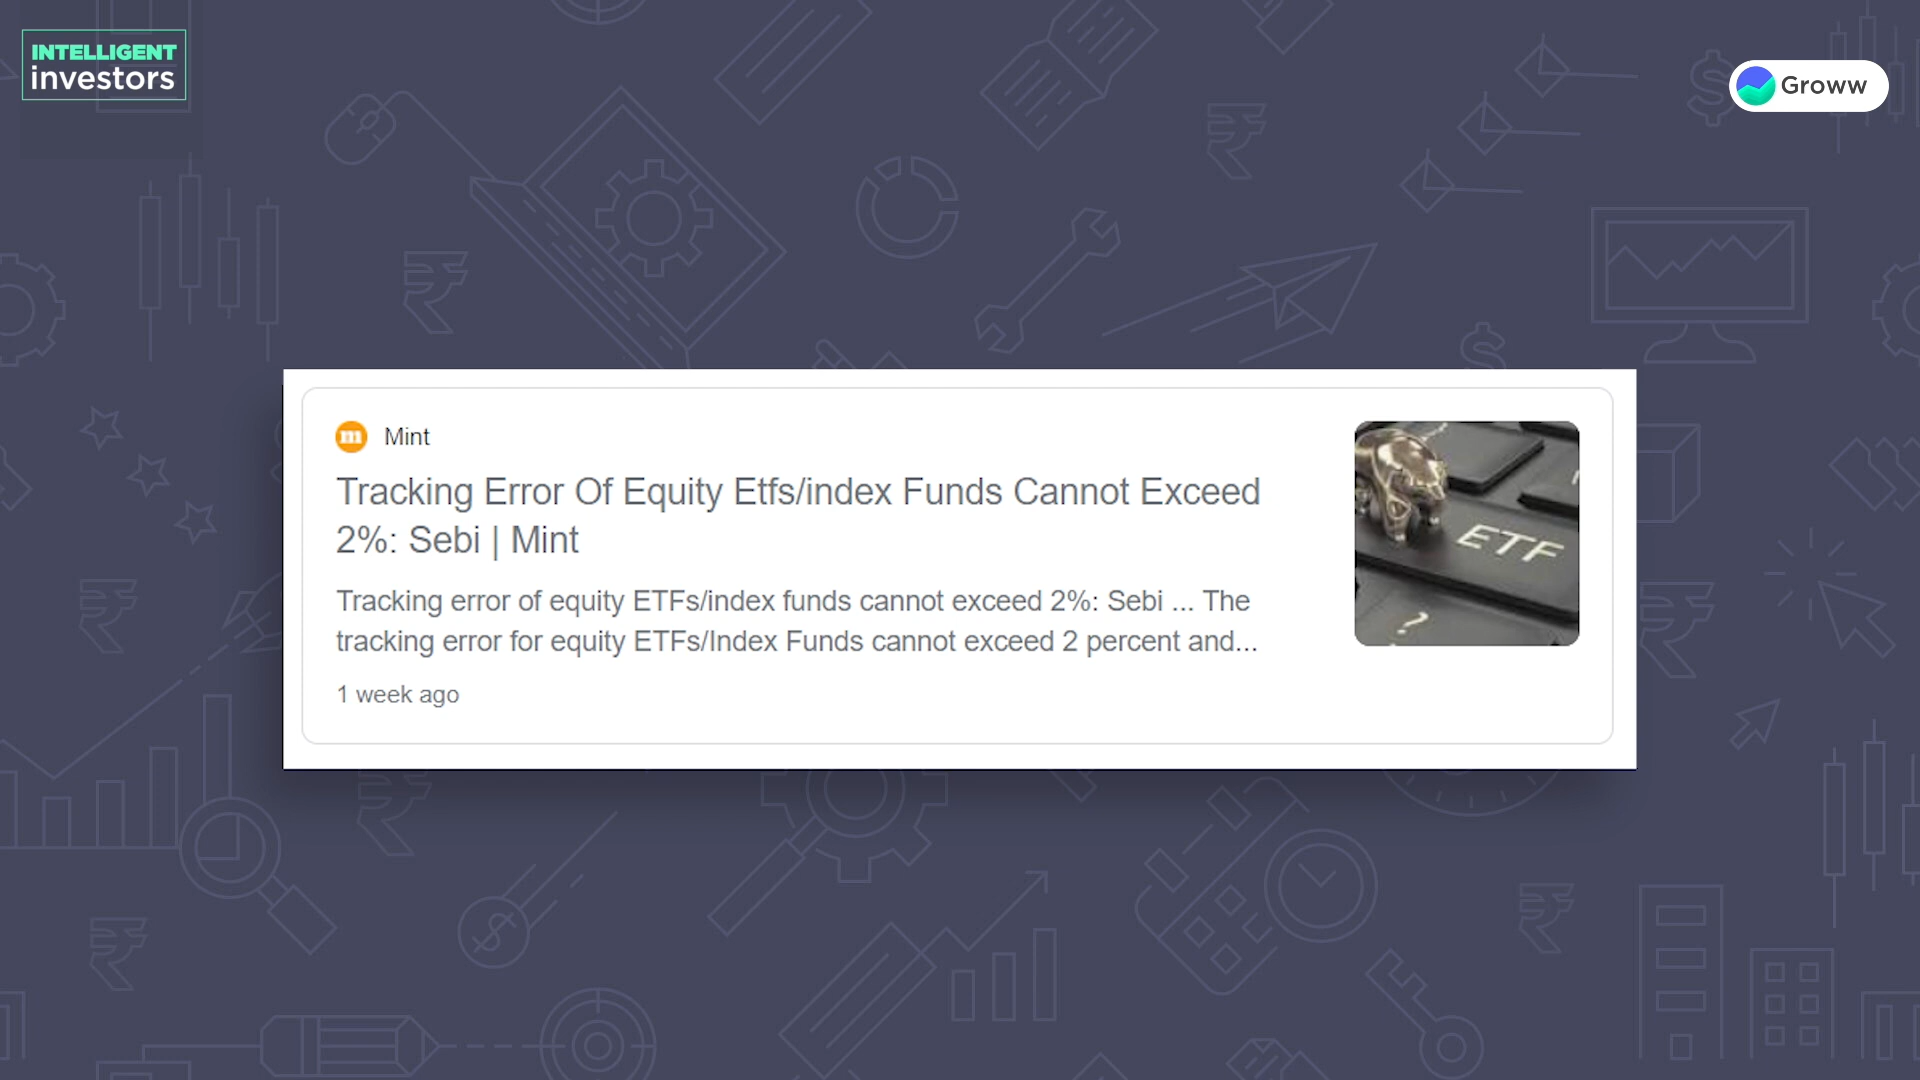 INTELLIGENT
investors
Groww
m Mint
Tracking Error Of Equity Etfs/index Funds Cannot Exceed
2%: Sebi | Mint
Tracking error of equity ETFs/index funds cannot exceed 2%: Sebi ... The
tracking error for equity ETFs/Index Funds cannot exceed 2 percent and...
1 week ago
ETF
?